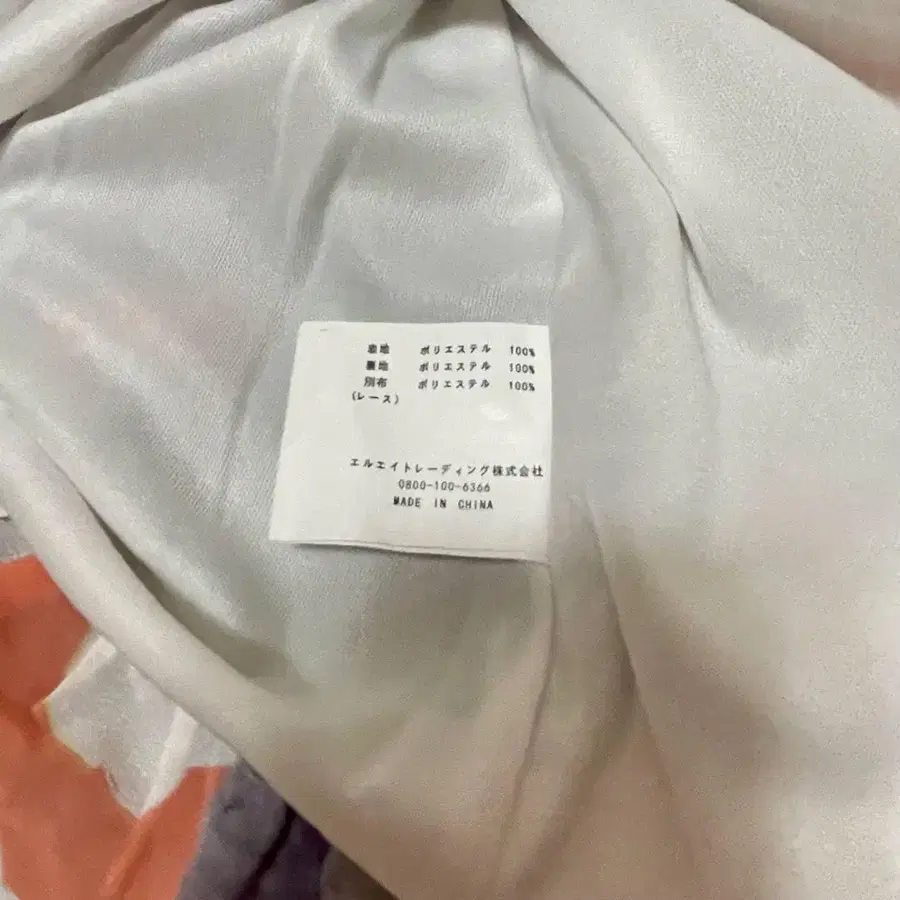 表地 ポリエステル 100%
裏地 ポリエステル 100%
別布 ポリエステル 100%
(レース)
エルエイトレーディング株式会社
0800-100-6366
MADE IN CHINA